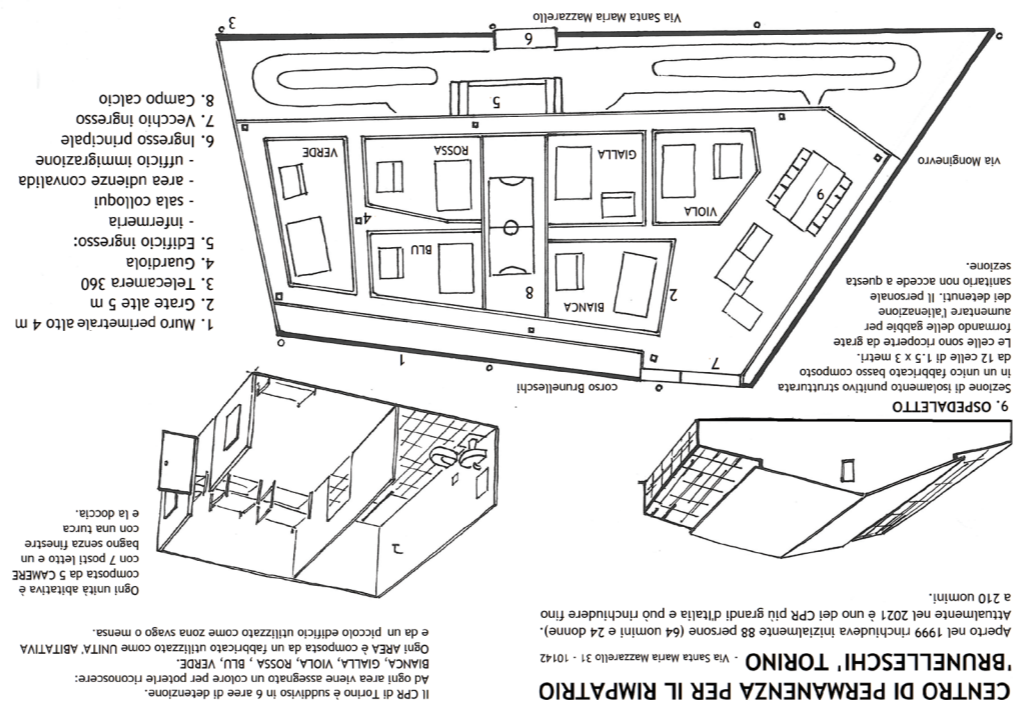 CENTRO DI PERMANENZA PER IL RIMPATRIO
'BRUNELLESCHI' TORINO - Via Santa Maria Mazzarello 31 - 10142
Aperto nel 1999 rinchiudeva inizialmente 88 persone (64 uomini e 24 donne).
Attualmente nel 2021 è uno dei CPR più grandi d'Italia e può rinchiudere fino
a 210 uomini.
Il CPR di Torino è suddiviso in 6 aree di detenzione.
Ad ogni area viene assegnato un colore per poterle riconoscere:
BIANCA, GIALLA, VIOLA, ROSSA , BLU, VERDE.
Ogni AREA è composta da un fabbricato utilizzato come UNITA' ABITATIVA
e da un piccolo edificio utilizzato come zona svago o mensa.
Ogni unità abitativa è
composta da 5 CAMERE
con 7 posti letto e un
bagno senza finestre
con una turca
e la doccia.
9. OSPEDALETTO
Sezione di isolamento punitivo strutturata
in un unico fabbricato basso composto
da 12 celle di 1.5 x 3 metri.
Le celle sono ricoperte da grate
formando delle gabbie per
aumentare l'alienazione
dei detenuti. Il personale
sanitario non accede a questa
sezione.
corso Brunelleschi
7
1
2
BIANCA
8
BLU
9
VIOLA
GIALLA
ROSSA
4
VERDE
via Monginevro
5
6
3
Via Santa Maria Mazzarello
1. Muro perimetrale alto 4 m
2. Grate alte 5 m
3. Telecamera 360
4. Guardiola
5. Edificio ingresso:
- infermeria
- sala colloqui
- area udienze convalida
- ufficio immigrazione
6. Ingresso principale
7. Vecchio ingresso
8. Campo calcio